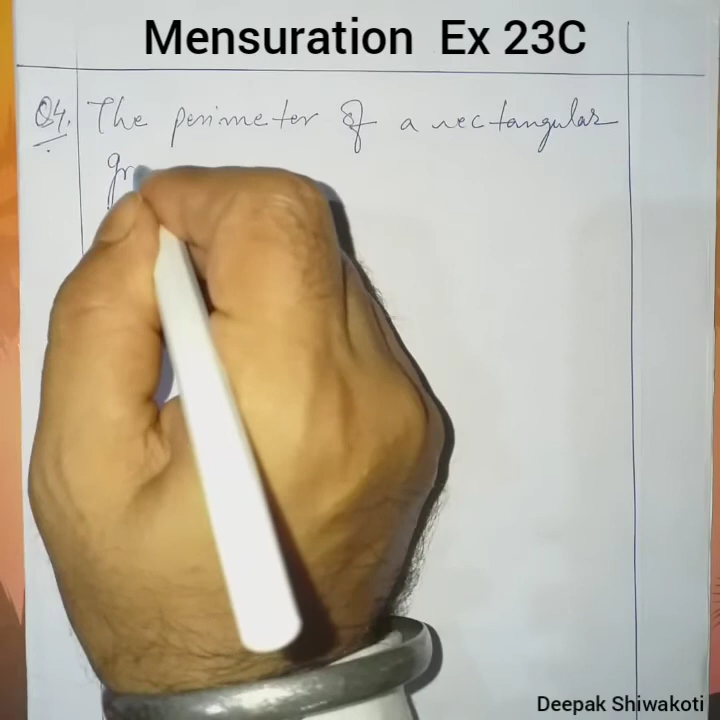 Mensuration Ex 23C
Q4. The perimeter of a rectangular
Deepak Shiwakoti